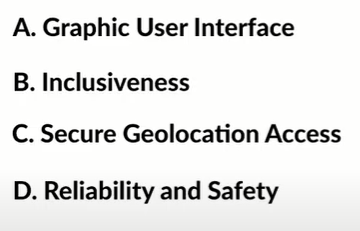 A. Graphic User Interface
B. Inclusiveness
C. Secure Geolocation Access
D. Reliability and Safety